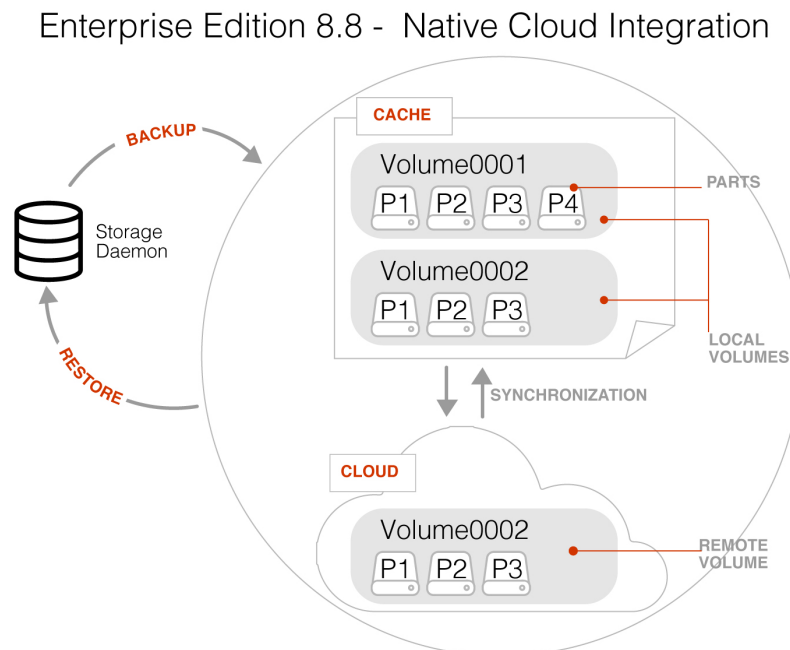 Enterprise Edition 8.8 - Native Cloud Integration
BACKUP
CACHE
Volume0001
P1 P2 P3 P4
PARTS
Storage
Daemon
Volume0002
P1 P2 P3
LOCAL
VOLUMES
RESTORE
SYNCHRONIZATION
CLOUD
Volume0002
P1 P2 P3
REMOTE
VOLUME